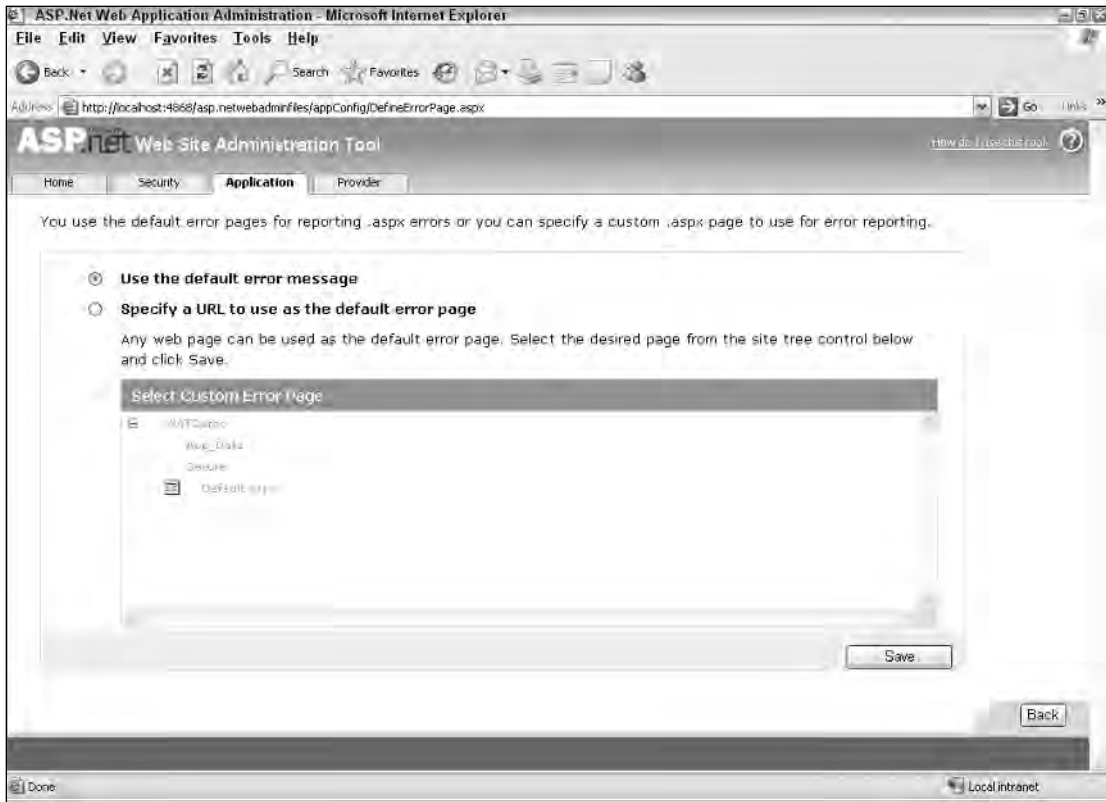 ASP.Net Web Application Administration - Microsoft Internet Explorer
File Edit View Favorites Tools Help
Back Search Favorites
Address http://localhost:4868/asp.netwebadminfiles/appConfig/DefineErrorPage.aspx Go Links
ASP.net Web Site Administration Tool How do I use this tool? ?
Home Security Application Provider
You use the default error pages for reporting .aspx errors or you can specify a custom .aspx page to use for error reporting.
Use the default error message
Specify a URL to use as the default error page
Any web page can be used as the default error page. Select the desired page from the site tree control below
and click Save.
Select Custom Error Page
Secure
Save
Back
Done Local intranet